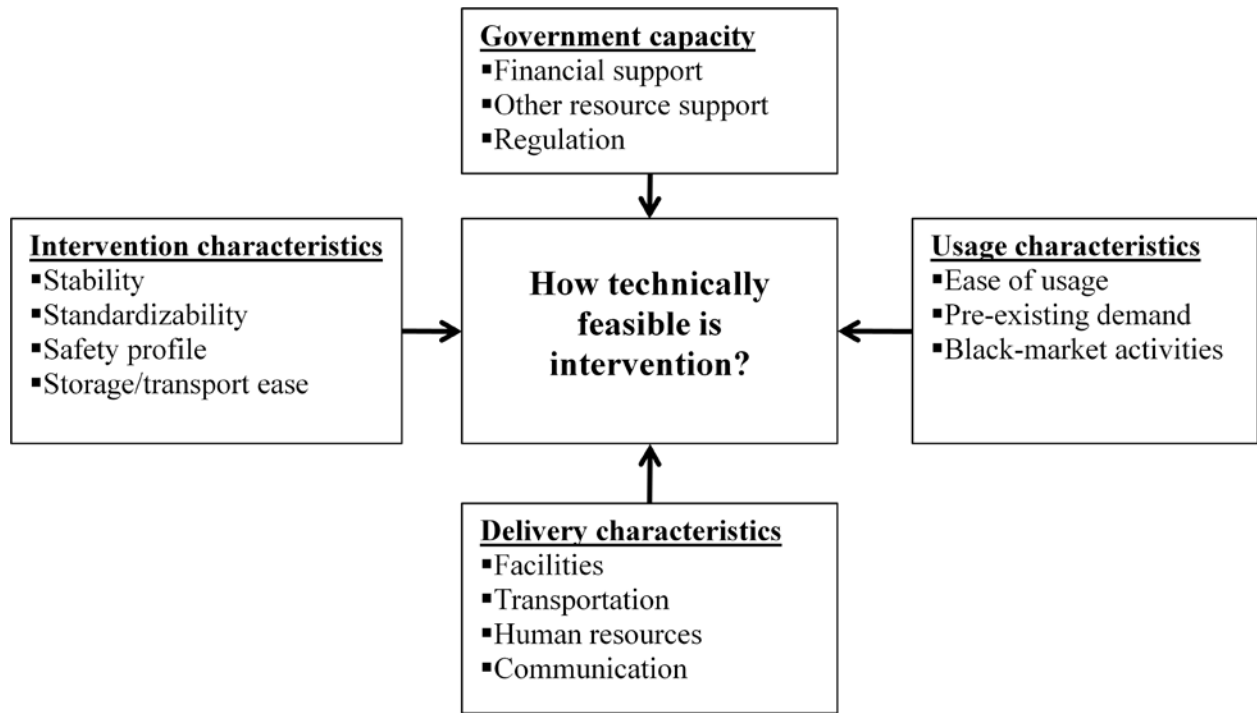 Government capacity
▪Financial support
▪Other resource support
▪Regulation
Intervention characteristics
▪Stability
▪Standardizability
▪Safety profile
▪Storage/transport ease
How technically
feasible is
intervention?
Usage characteristics
▪Ease of usage
▪Pre-existing demand
▪Black-market activities
Delivery characteristics
▪Facilities
▪Transportation
▪Human resources
▪Communication